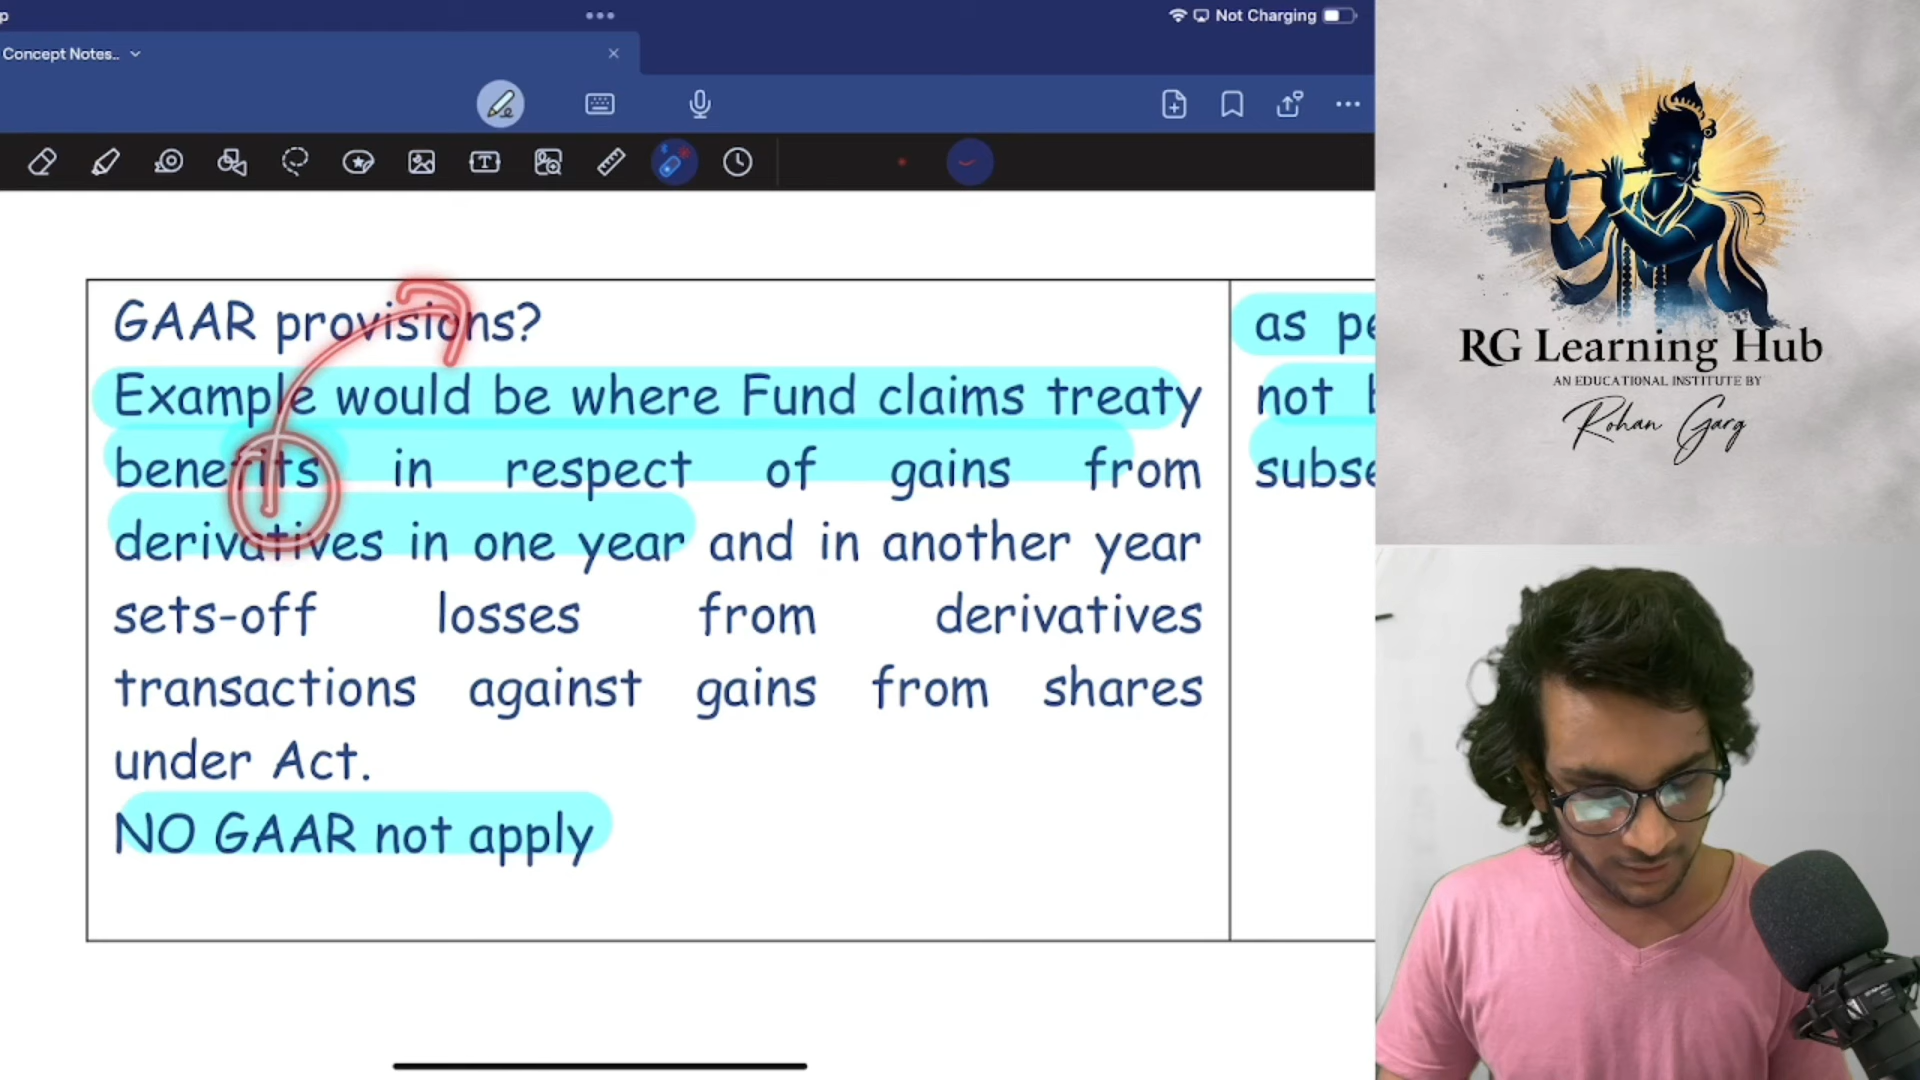 p
Not Charging
Concept Notes..
GAAR provisions?
Example would be where Fund claims treaty
benefits in respect of gains from
derivatives in one year and in another year
sets-off losses from derivatives
transactions against gains from shares
under Act.
NO GAAR not apply
as
not
RG Learning Hub
AN EDUCATIONAL INSTITUTE BY
Rohan Garg